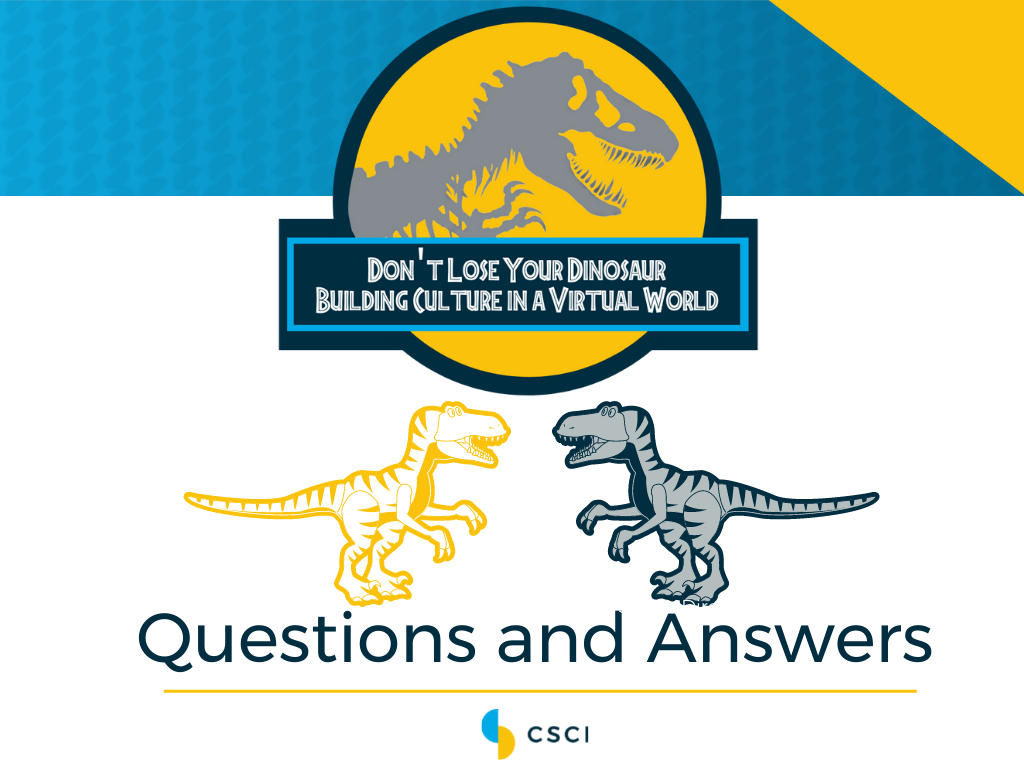 Don't Lose Your Dinosaur
Building Culture in a Virtual World
Questions and Answers
CSCI